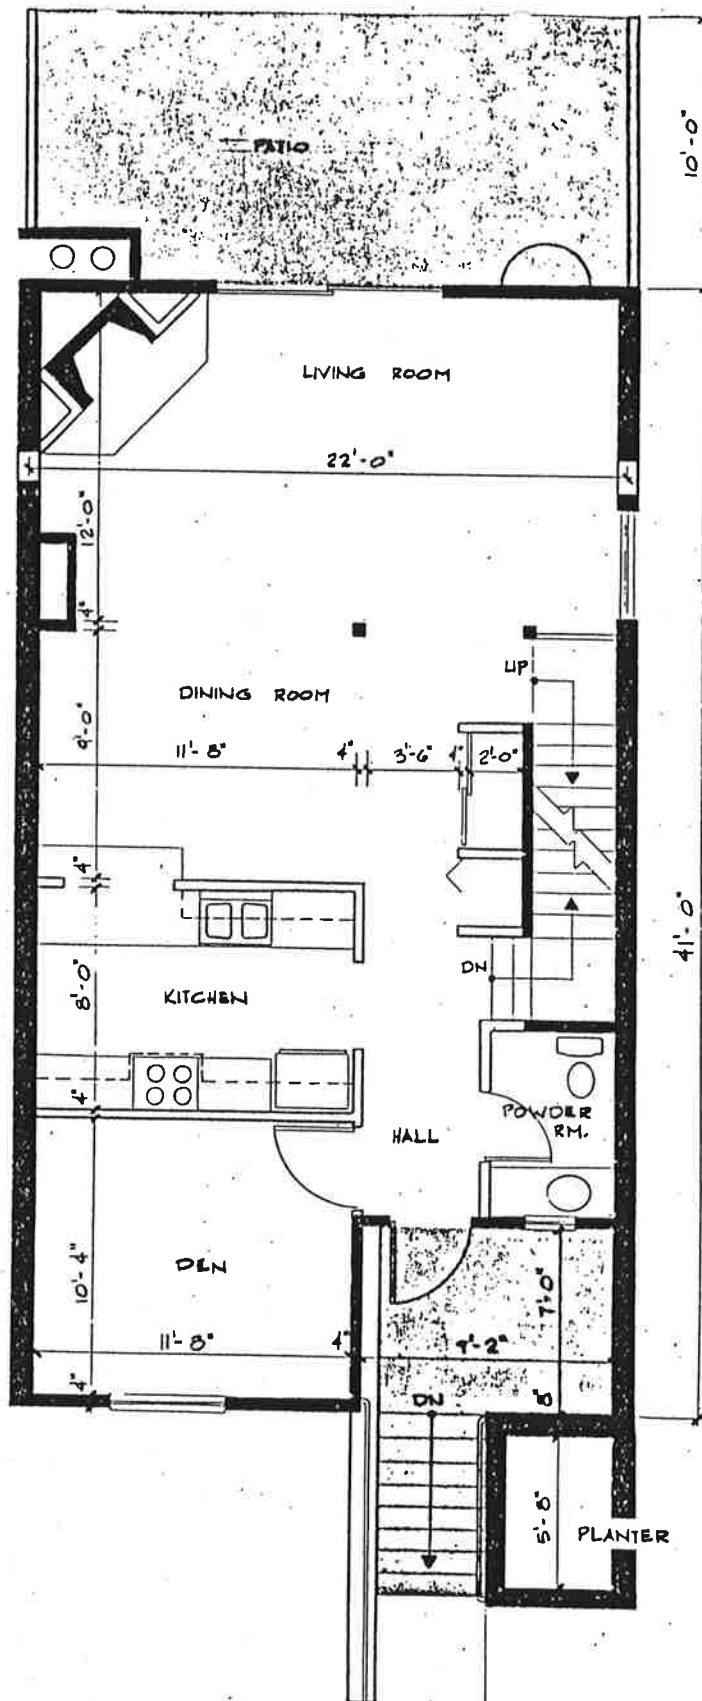 PATIO
10'-0"
LIVING ROOM
22'-0"
12'-0"
4"
UP
DINING ROOM
9'-0"
11'-8"
4"
3'-6"
4"
2'-0"
4"
41'-0"
DN
KITCHEN
8'-0"
4"
POWDER
RM.
HALL
DEN
10'-4"
7'-0"
11'-8"
4"
9'-2"
4"
DN
8"
5'-8"
PLANTER